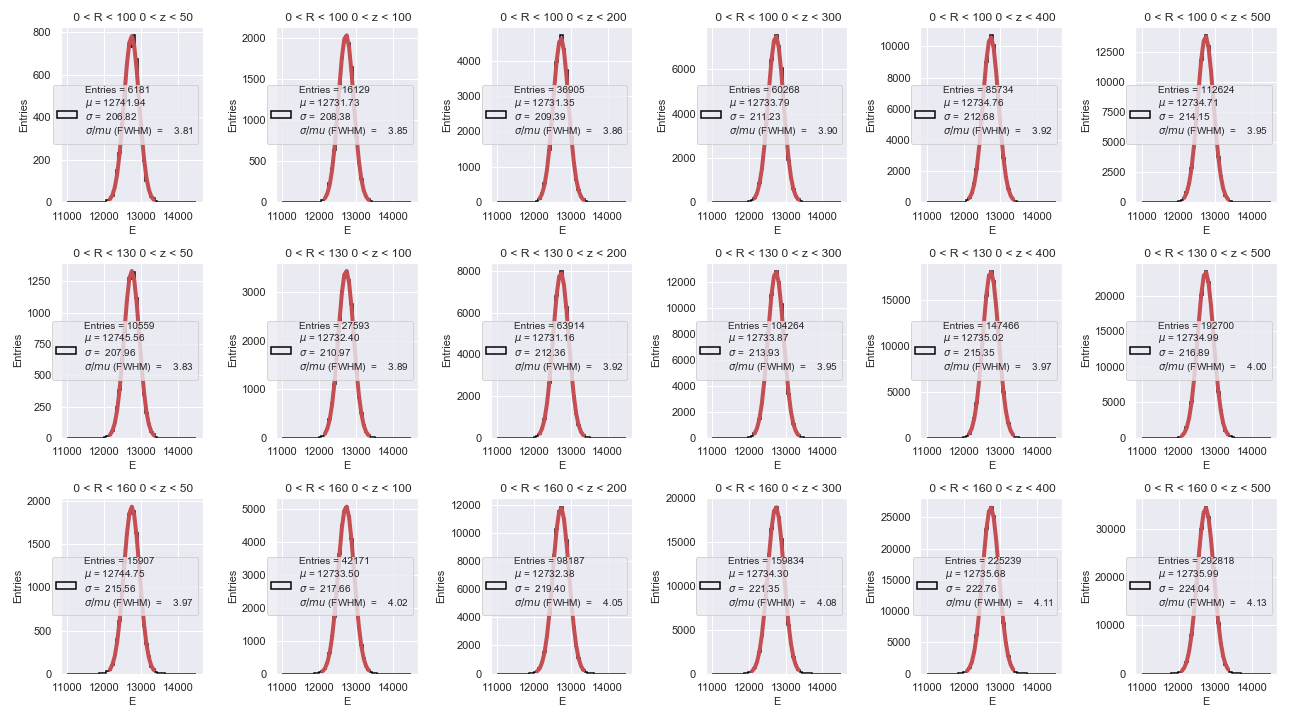 0 < R < 100 0 < z < 50
800
600
400
200
0
Entries
Entries = 6181
μ = 12741.94
σ = 206.82
σ/mu (FWHM) = 3.81
11000 12000 13000 14000
E
0 < R < 100 0 < z < 100
2000
1500
1000
500
0
Entries
Entries = 16129
μ = 12731.73
σ = 208.38
σ/mu (FWHM) = 3.85
11000 12000 13000 14000
E
0 < R < 100 0 < z < 200
4000
3000
2000
1000
0
Entries
Entries = 36905
μ = 12731.35
σ = 209.39
σ/mu (FWHM) = 3.86
11000 12000 13000 14000
E
0 < R < 100 0 < z < 300
6000
4000
2000
0
Entries
Entries = 60268
μ = 12733.79
σ = 211.23
σ/mu (FWHM) = 3.90
11000 12000 13000 14000
E
0 < R < 100 0 < z < 400
10000
8000
6000
4000
2000
0
Entries
Entries = 85734
μ = 12734.76
σ = 212.68
σ/mu (FWHM) = 3.92
11000 12000 13000 14000
E
0 < R < 100 0 < z < 500
12500
10000
7500
5000
2500
0
Entries
Entries = 112624
μ = 12734.71
σ = 214.15
σ/mu (FWHM) = 3.95
11000 12000 13000 14000
E
0 < R < 130 0 < z < 50
1250
1000
750
500
250
0
Entries
Entries = 10559
μ = 12745.56
σ = 207.96
σ/mu (FWHM) = 3.83
11000 12000 13000 14000
E
0 < R < 130 0 < z < 100
3000
2000
1000
0
Entries
Entries = 27593
μ = 12732.40
σ = 210.97
σ/mu (FWHM) = 3.89
11000 12000 13000 14000
E
0 < R < 130 0 < z < 200
8000
6000
4000
2000
0
Entries
Entries = 63914
μ = 12731.16
σ = 212.36
σ/mu (FWHM) = 3.92
11000 12000 13000 14000
E
0 < R < 130 0 < z < 300
12000
10000
8000
6000
4000
2000
0
Entries
Entries = 104264
μ = 12733.87
σ = 213.93
σ/mu (FWHM) = 3.95
11000 12000 13000 14000
E
0 < R < 130 0 < z < 400
15000
10000
5000
0
Entries
Entries = 147466
μ = 12735.02
σ = 215.35
σ/mu (FWHM) = 3.97
11000 12000 13000 14000
E
0 < R < 130 0 < z < 500
20000
15000
10000
5000
0
Entries
Entries = 192700
μ = 12734.99
σ = 216.89
σ/mu (FWHM) = 4.00
11000 12000 13000 14000
E
0 < R < 160 0 < z < 50
2000
1500
1000
500
0
Entries
Entries = 15907
μ = 12744.75
σ = 215.56
σ/mu (FWHM) = 3.97
11000 12000 13000 14000
E
0 < R < 160 0 < z < 100
5000
4000
3000
2000
1000
0
Entries
Entries = 42171
μ = 12733.50
σ = 217.66
σ/mu (FWHM) = 4.02
11000 12000 13000 14000
E
0 < R < 160 0 < z < 200
12000
10000
8000
6000
4000
2000
0
Entries
Entries = 98187
μ = 12732.38
σ = 219.40
σ/mu (FWHM) = 4.05
11000 12000 13000 14000
E
0 < R < 160 0 < z < 300
20000
15000
10000
5000
0
Entries
Entries = 159834
μ = 12734.30
σ = 221.35
σ/mu (FWHM) = 4.08
11000 12000 13000 14000
E
0 < R < 160 0 < z < 400
25000
20000
15000
10000
5000
0
Entries
Entries = 225239
μ = 12735.68
σ = 222.76
σ/mu (FWHM) = 4.11
11000 12000 13000 14000
E
0 < R < 160 0 < z < 500
30000
20000
10000
0
Entries
Entries = 292818
μ = 12735.99
σ = 224.04
σ/mu (FWHM) = 4.13
11000 12000 13000 14000
E